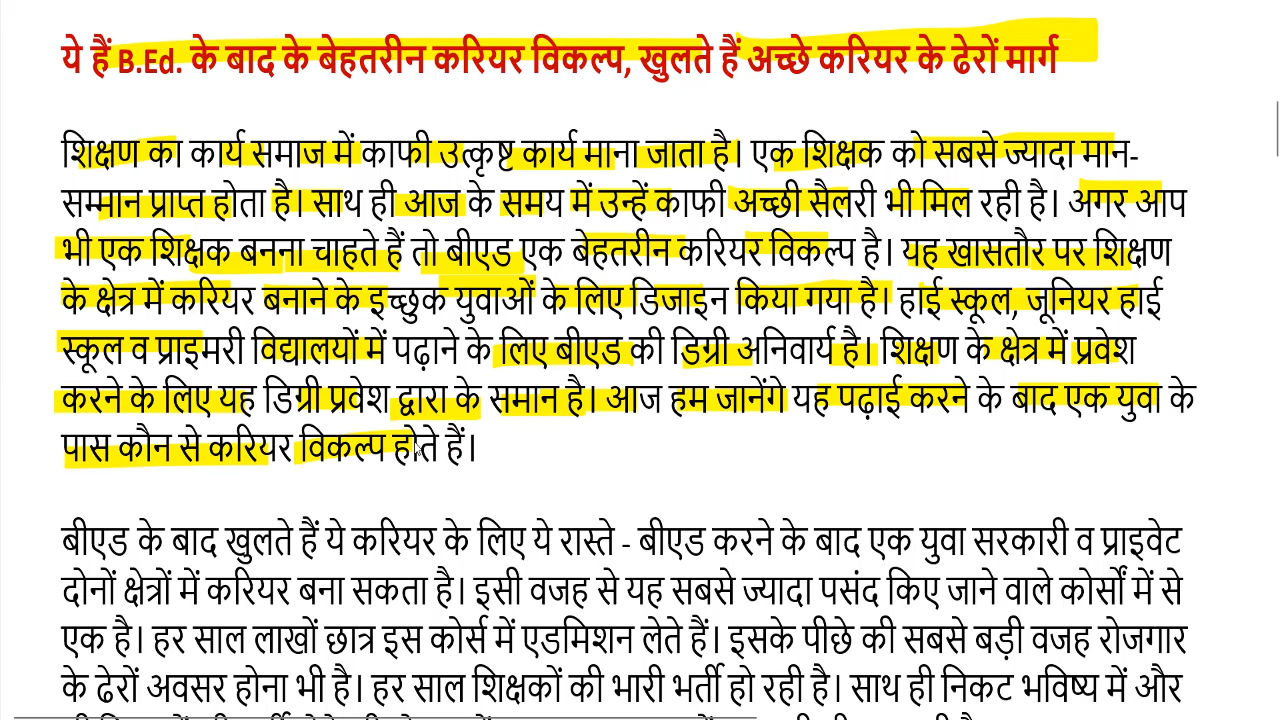 ये हैं B.Ed. के बाद के बेहतरीन करियर विकल्प, खुलते हैं अच्छे करियर के ढेरों मार्ग
शिक्षण का कार्य समाज में काफी उत्कृष्ट कार्य माना जाता है। एक शिक्षक को सबसे ज्यादा मान-
सम्मान प्राप्त होता है। साथ ही आज के समय में उन्हें काफी अच्छी सैलरी भी मिल रही है। अगर आप
भी एक शिक्षक बनना चाहते हैं तो बीएड एक बेहतरीन करियर विकल्प है। यह खासतौर पर शिक्षण
के क्षेत्र में करियर बनाने के इच्छुक युवाओं के लिए डिजाइन किया गया है। हाई स्कूल, जूनियर हाई
स्कूल व प्राइमरी विद्यालयों में पढ़ाने के लिए बीएड की डिग्री अनिवार्य है। शिक्षण के क्षेत्र में प्रवेश
करने के लिए यह डिग्री प्रवेश द्वारा के समान है। आज हम जानेंगे यह पढ़ाई करने के बाद एक युवा के
पास कौन से करियर विकल्प होते हैं।
बीएड के बाद खुलते हैं ये करियर के लिए ये रास्ते - बीएड करने के बाद एक युवा सरकारी व प्राइवेट
दोनों क्षेत्रों में करियर बना सकता है। इसी वजह से यह सबसे ज्यादा पसंद किए जाने वाले कोर्सों में से
एक है। हर साल लाखों छात्र इस कोर्स में एडमिशन लेते हैं। इसके पीछे की सबसे बड़ी वजह रोजगार
के ढेरों अवसर होना भी है। हर साल शिक्षकों की भारी भर्ती हो रही है। साथ ही निकट भविष्य में और